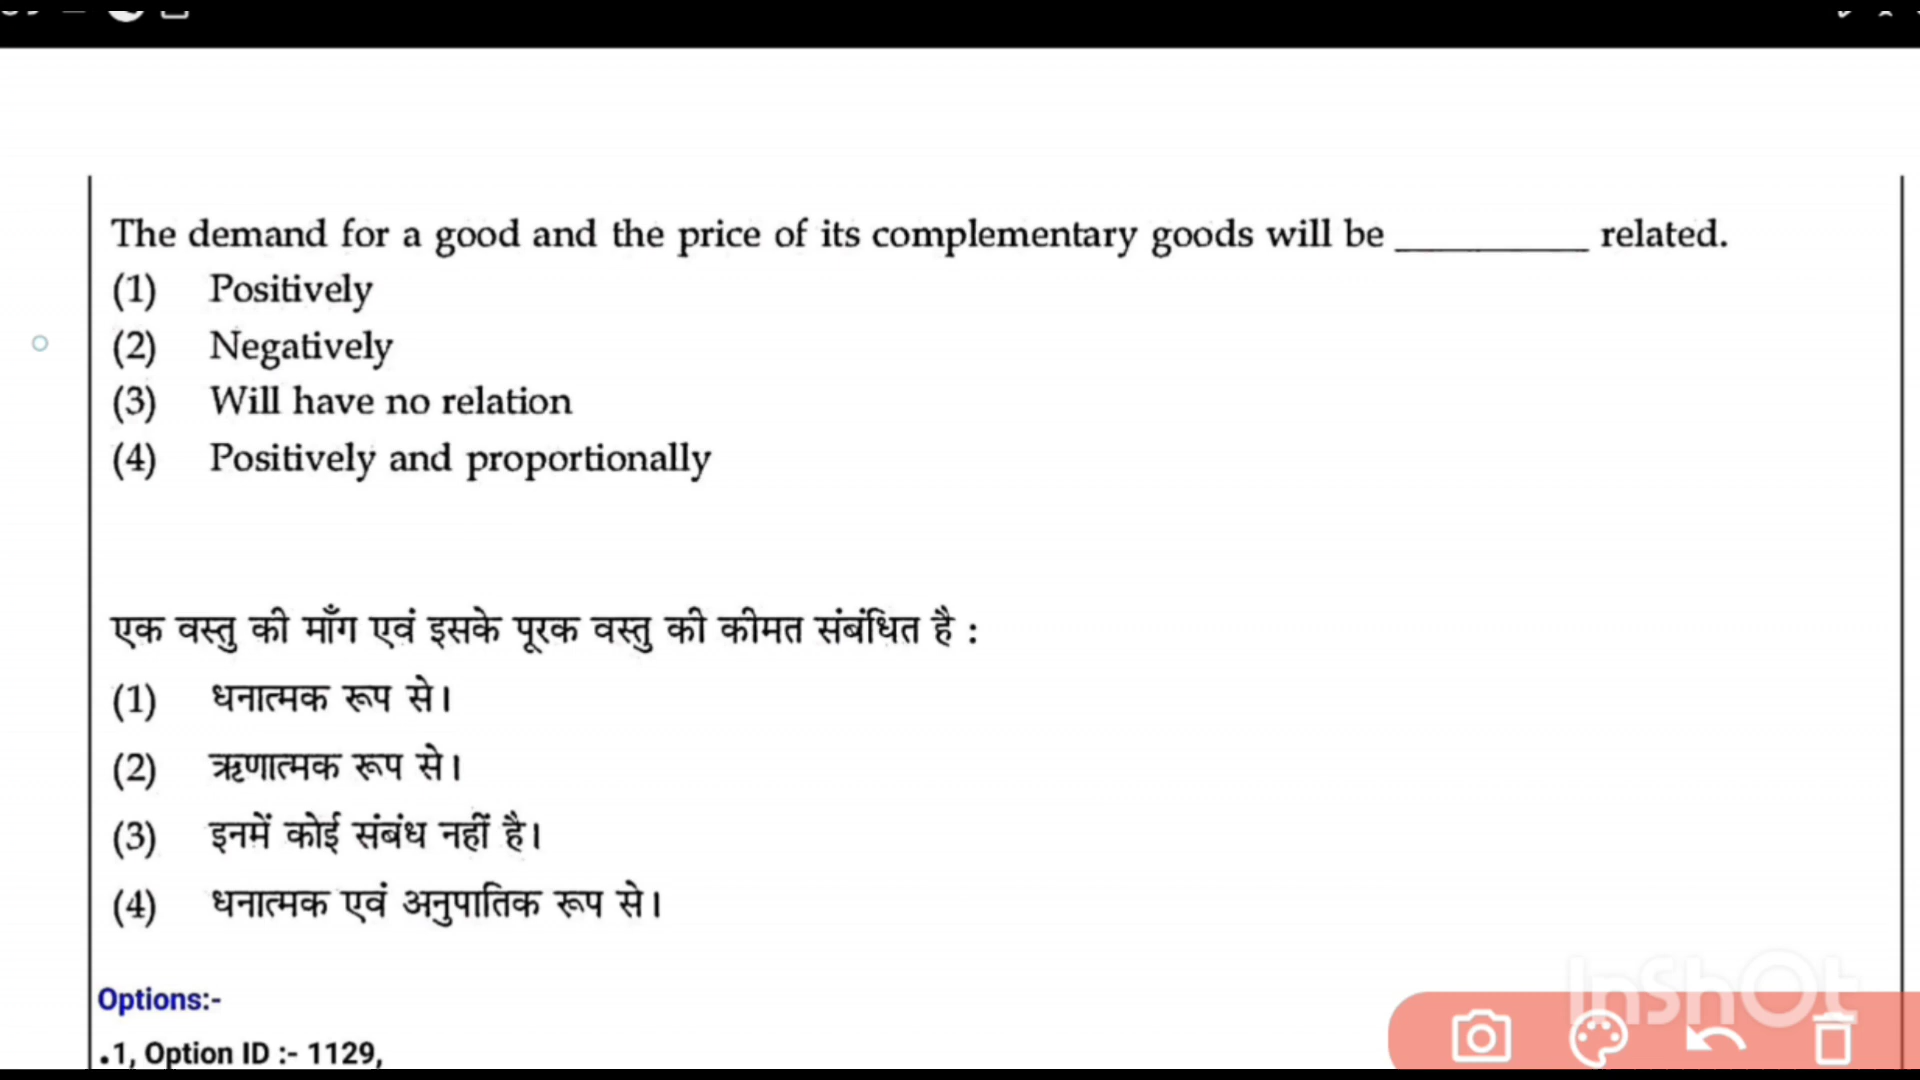 The demand for a good and the price of its complementary goods will be __________ related.
(1) Positively
(2) Negatively
(3) Will have no relation
(4) Positively and proportionally
एक वस्तु की माँग एवं इसके पूरक वस्तु की कीमत संबंधित है :
(1) धनात्मक रूप से।
(2) ऋणात्मक रूप से।
(3) इनमें कोई संबंध नहीं है।
(4) धनात्मक एवं अनुपातिक रूप से।
Options:-
.1, Option ID :- 1129,
InShOt